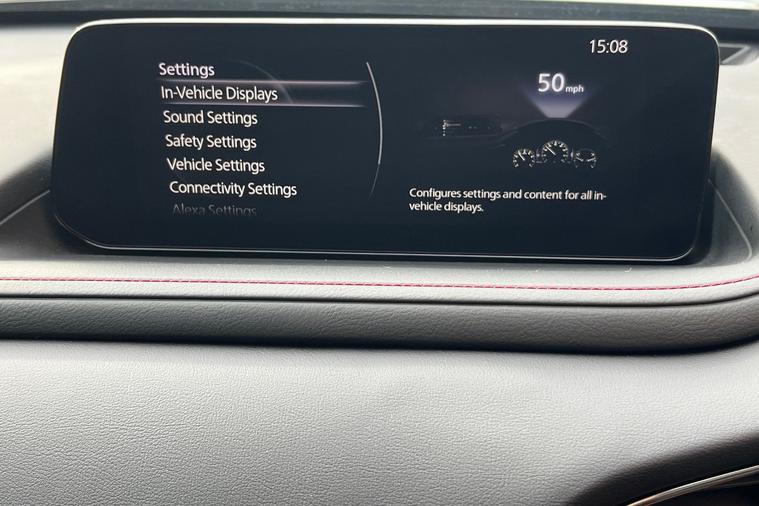 15:08
Settings
In-Vehicle Displays
Sound Settings
Safety Settings
Vehicle Settings
Connectivity Settings
Alexa Settings
50 mph
Configures settings and content for all in-
vehicle displays.